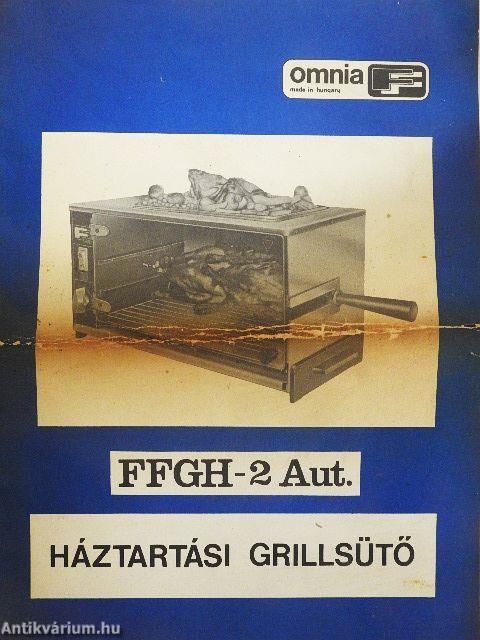 omnia
made in hungary
FFGH-2 Aut.
HÁZTARTÁSI GRILLSÜTŐ
Antikvárium.hu